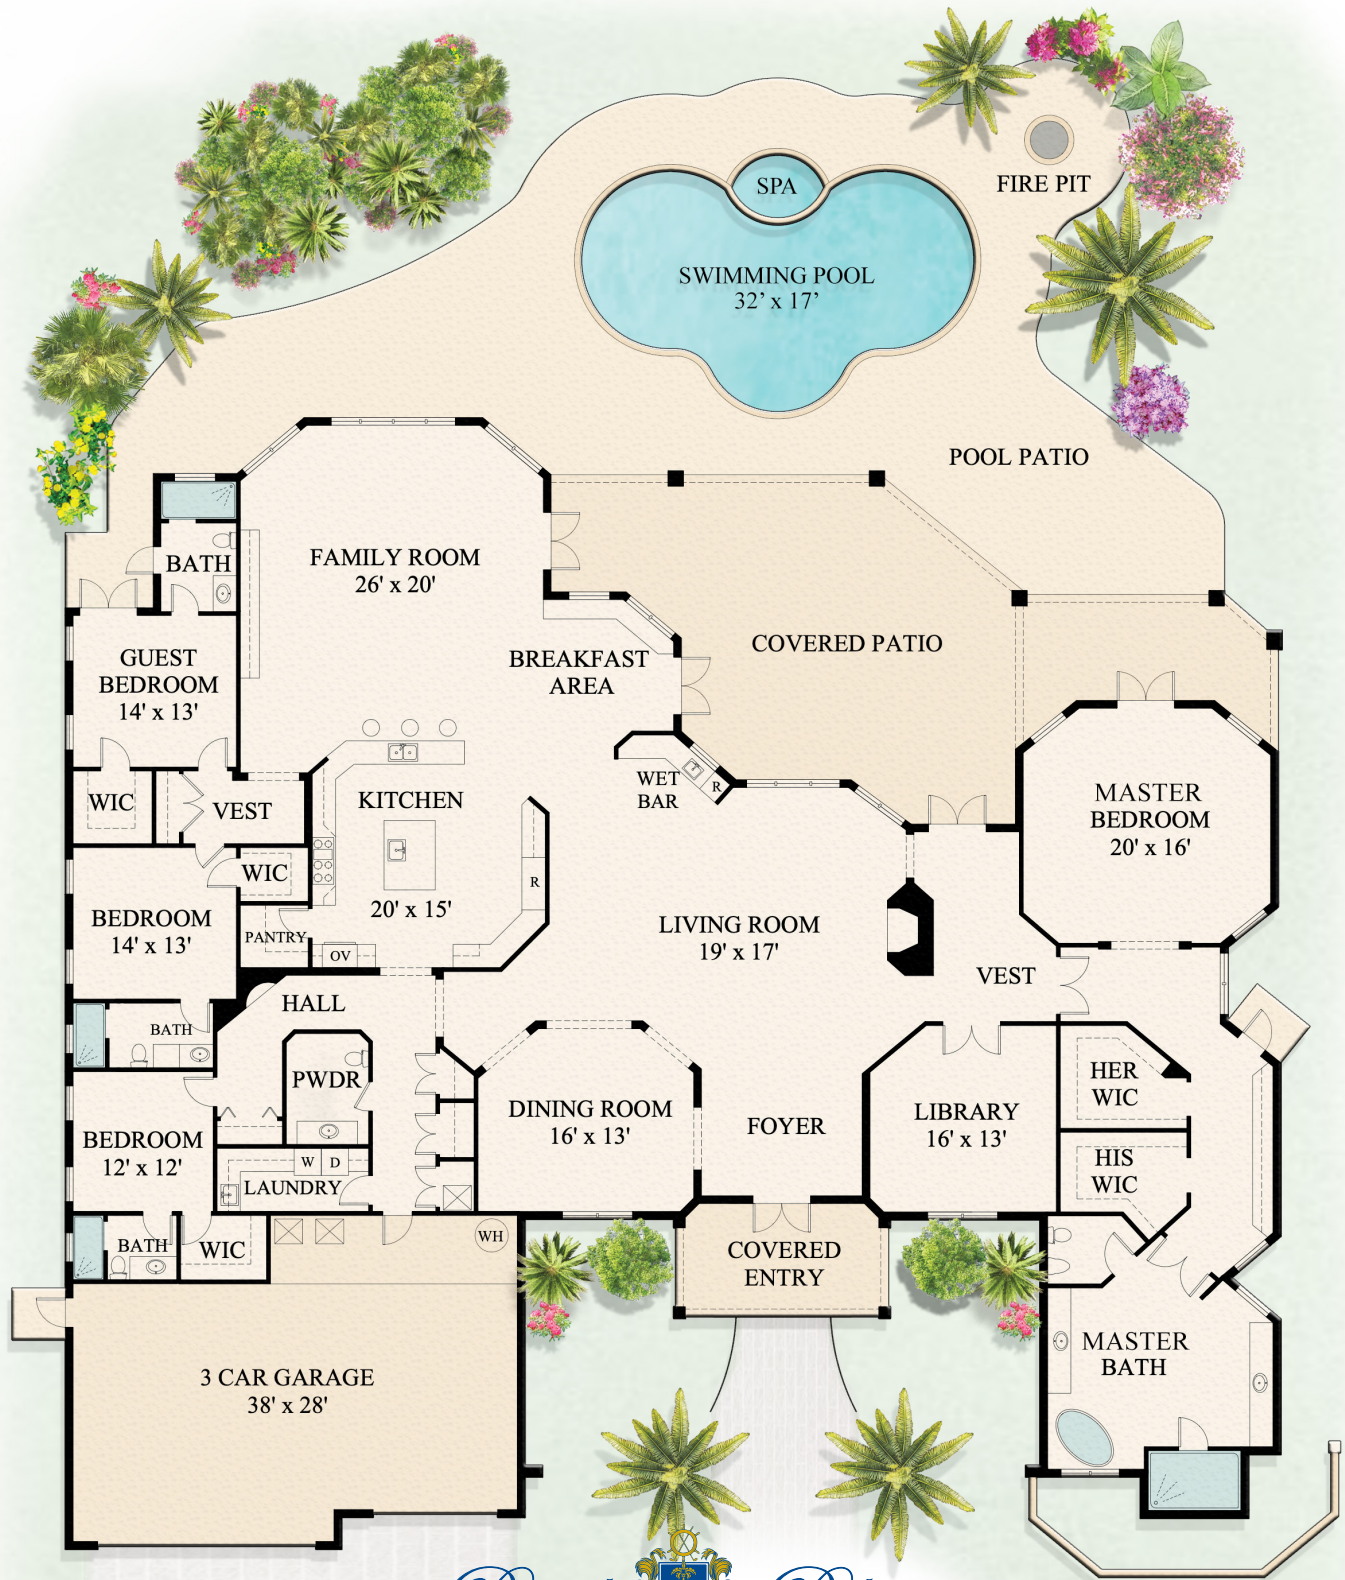 SPA
FIRE PIT
SWIMMING POOL
32’ x 17’
POOL PATIO
FAMILY ROOM
26' x 20'
BATH
COVERED PATIO
BREAKFAST
AREA
GUEST
BEDROOM
14' x 13'
WIC
VEST
KITCHEN
20' x 15'
R
WET
BAR
R
MASTER
BEDROOM
20' x 16'
WIC
BEDROOM
14' x 13'
PANTRY
OV
LIVING ROOM
19' x 17'
VEST
HALL
BATH
PWDR
HER
WIC
DINING ROOM
16' x 13'
FOYER
LIBRARY
16' x 13'
BEDROOM
12' x 12'
W
D
LAUNDRY
HIS
WIC
BATH
WIC
WH
COVERED
ENTRY
MASTER
BATH
3 CAR GARAGE
38' x 28'